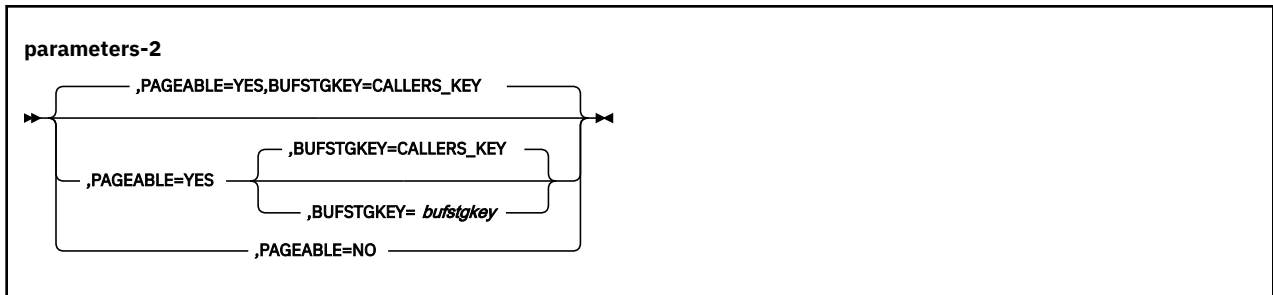 parameters-2
,PAGEABLE=YES,BUFSTGKEY=CALLERS_KEY
,BUFSTGKEY=CALLERS_KEY
,PAGEABLE=YES
,BUFSTGKEY= bufstgkey
,PAGEABLE=NO